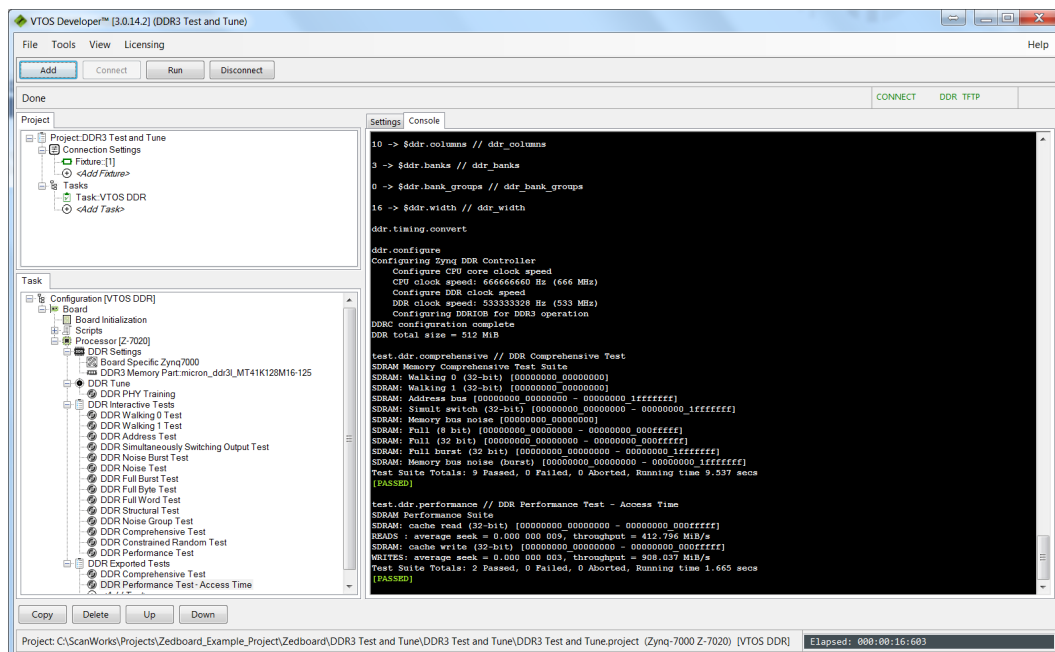 VTOS Developer™ [3.0.14.2] (DDR3 Test and Tune)
File Tools View Licensing Help
Add Connect Run Disconnect
Done CONNECT DDR TFTP
Project
Project::DDR3 Test and Tune
Connection Settings
Fixture::[1]
<Add Fixture>
Tasks
Task::VTOS DDR
<Add Task>
Task
Configuration [VTOS DDR]
Board
Board Initialization
Scripts
Processor [Z-7020]
DDR Settings
Board Specific Zynq7000
DDR3 Memory Part:micron_ddr3l_MT41K128M16-125
DDR Tune
DDR PHY Training
DDR Interactive Tests
DDR Walking 0 Test
DDR Walking 1 Test
DDR Address Test
DDR Simultaneously Switching Output Test
DDR Noise Burst Test
DDR Noise Test
DDR Full Burst Test
DDR Full Byte Test
DDR Full Word Test
DDR Structural Test
DDR Noise Group Test
DDR Comprehensive Test
DDR Constrained Random Test
DDR Performance Test
DDR Exported Tests
DDR Comprehensive Test
DDR Performance Test - Access Time
Settings Console
10 -> $ddr.columns // ddr_columns
3 -> $ddr.banks // ddr_banks
0 -> $ddr.bank_groups // ddr_bank_groups
16 -> $ddr.width // ddr_width
ddr.timing.convert
ddr.configure
Configuring Zynq DDR Controller
Configure CPU core clock speed
CPU clock speed: 666666660 Hz (666 MHz)
Configure DDR clock speed
DDR clock speed: 533333328 Hz (533 MHz)
Configuring DDRIOB for DDR3 operation
DDRC configuration complete
DDR total size = 512 MiB
test.ddr.comprehensive // DDR Comprehensive Test
SDRAM Memory Comprehensive Test Suite
SDRAM: Walking 0 (32-bit) [00000000_00000000]
SDRAM: Walking 1 (32-bit) [00000000_00000000]
SDRAM: Address bus [00000000_00000000 - 00000000_1fffffff]
SDRAM: Simult switch (32-bit) [00000000_00000000 - 00000000_1fffffff]
SDRAM: Memory bus noise [00000000_00000000]
SDRAM: Full (8 bit) [00000000_00000000 - 00000000_000fffff]
SDRAM: Full (32 bit) [00000000_00000000 - 00000000_000fffff]
SDRAM: Full burst (32 bit) [00000000_00000000 - 00000000_1fffffff]
SDRAM: Memory bus noise (burst) [00000000_00000000 - 00000000_1fffffff]
Test Suite Totals: 9 Passed, 0 Failed, 0 Aborted, Running time 9.537 secs
[PASSED]
test.ddr.performance // DDR Performance Test - Access Time
SDRAM Performance Suite
SDRAM: cache read (32-bit) [00000000_00000000 - 00000000_000fffff]
READS : average seek = 0.000 000 009, throughput = 412.796 MiB/s
SDRAM: cache write (32-bit) [00000000_00000000 - 00000000_000fffff]
WRITES: average seek = 0.000 000 003, throughput = 908.037 MiB/s
Test Suite Totals: 2 Passed, 0 Failed, 0 Aborted, Running time 1.665 secs
[PASSED]
Copy Delete Up Down
Project: C:\ScanWorks\Projects\Zedboard_Example_Project\Zedboard\DDR3 Test and Tune\DDR3 Test and Tune\DDR3 Test and Tune.project (Zynq-7000 Z-7020) [VTOS DDR] Elapsed: 000:00:16:603